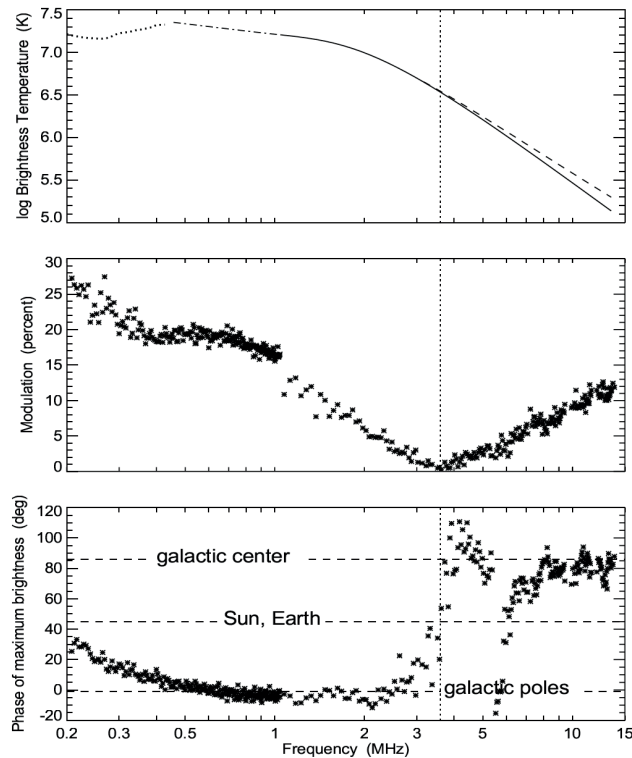 7.5
7.0
6.5
6.0
5.5
5.0
log Brightness Temperature (K)
30
25
20
15
10
5
0
Modulation (percent)
120
100
80
60
40
20
0
-20
Phase of maximum brightness (deg)
galactic center
Sun, Earth
galactic poles
0.2 0.3 0.5 1 2 3 5 10 15
Frequency (MHz)